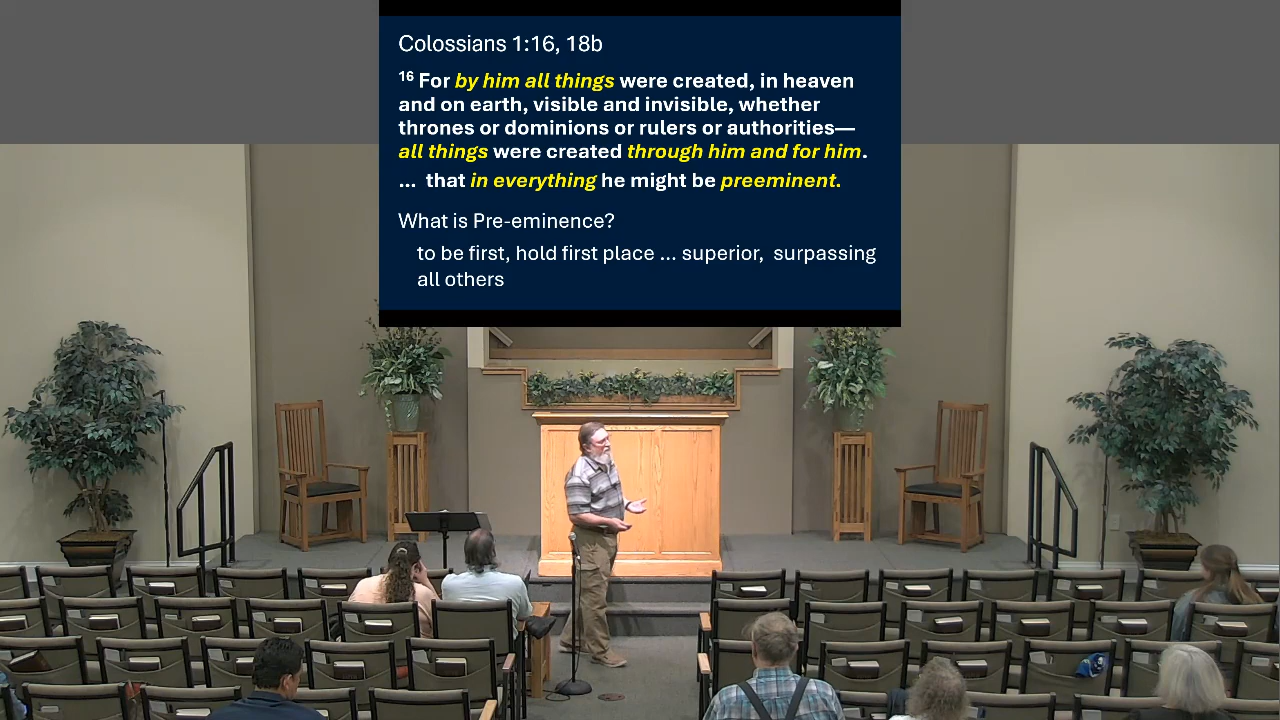 Colossians 1:16, 18b
16 For by him all things were created, in heaven
and on earth, visible and invisible, whether
thrones or dominions or rulers or authorities—
all things were created through him and for him.
... that in everything he might be preeminent.
What is Pre-eminence?
to be first, hold first place ... superior, surpassing
all others